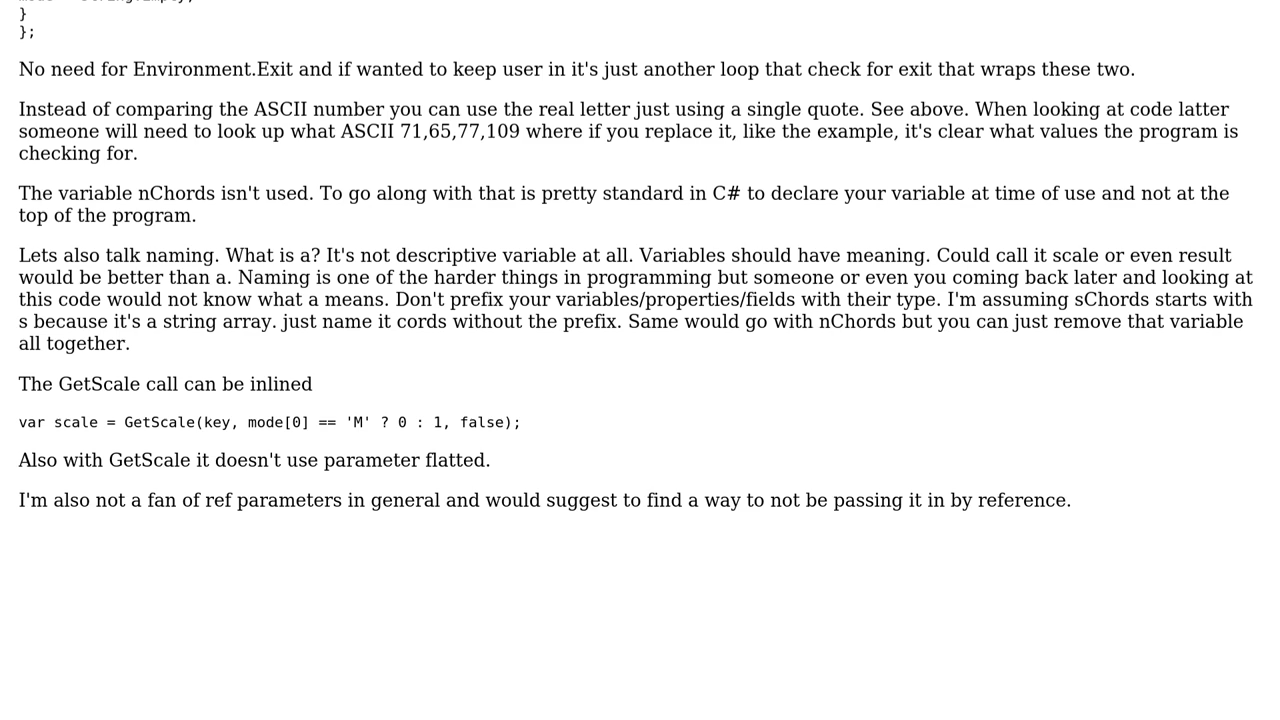 }
};
No need for Environment.Exit and if wanted to keep user in it's just another loop that check for exit that wraps these two.
Instead of comparing the ASCII number you can use the real letter just using a single quote. See above. When looking at code latter
someone will need to look up what ASCII 71,65,77,109 where if you replace it, like the example, it's clear what values the program is
checking for.
The variable nChords isn't used. To go along with that is pretty standard in C# to declare your variable at time of use and not at the
top of the program.
Lets also talk naming. What is a? It's not descriptive variable at all. Variables should have meaning. Could call it scale or even result
would be better than a. Naming is one of the harder things in programming but someone or even you coming back later and looking at
this code would not know what a means. Don't prefix your variables/properties/fields with their type. I'm assuming sChords starts with
s because it's a string array. just name it cords without the prefix. Same would go with nChords but you can just remove that variable
all together.
The GetScale call can be inlined
var scale = GetScale(key, mode[0] == 'M' ? 0 : 1, false);
Also with GetScale it doesn't use parameter flatted.
I'm also not a fan of ref parameters in general and would suggest to find a way to not be passing it in by reference.